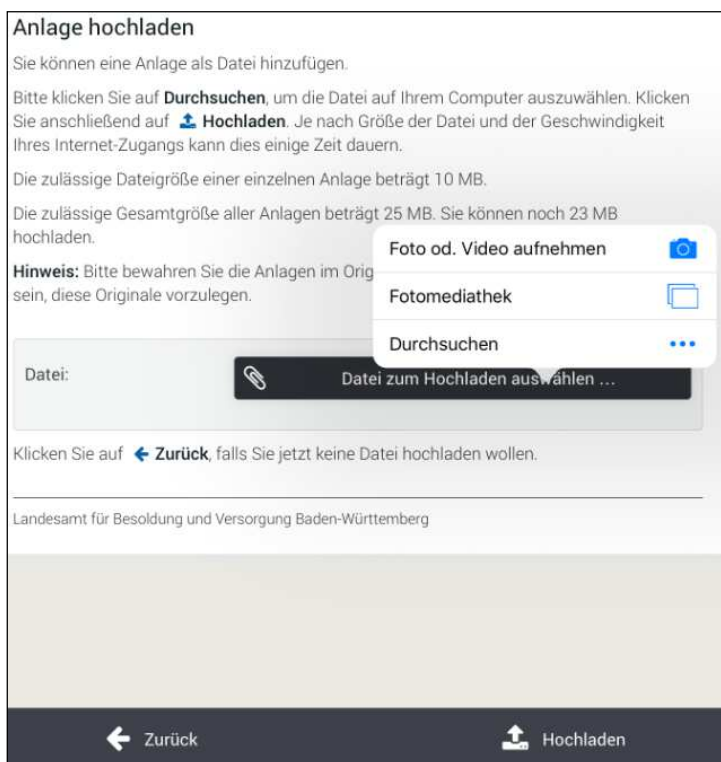 Anlage hochladen
Sie können eine Anlage als Datei hinzufügen.
Bitte klicken Sie auf Durchsuchen, um die Datei auf Ihrem Computer auszuwählen. Klicken
Sie anschließend auf Hochladen. Je nach Größe der Datei und der Geschwindigkeit
Ihres Internet-Zugangs kann dies einige Zeit dauern.
Die zulässige Dateigröße einer einzelnen Anlage beträgt 10 MB.
Die zulässige Gesamtgröße aller Anlagen beträgt 25 MB. Sie können noch 23 MB
hochladen.
Hinweis: Bitte bewahren Sie die Anlagen im Orig
sein, diese Originale vorzulegen.
Foto od. Video aufnehmen
Fotomediathek
Durchsuchen
Datei:
Datei zum Hochladen auswählen ...
Klicken Sie auf Zurück, falls Sie jetzt keine Datei hochladen wollen.
Landesamt für Besoldung und Versorgung Baden-Württemberg
Zurück
Hochladen